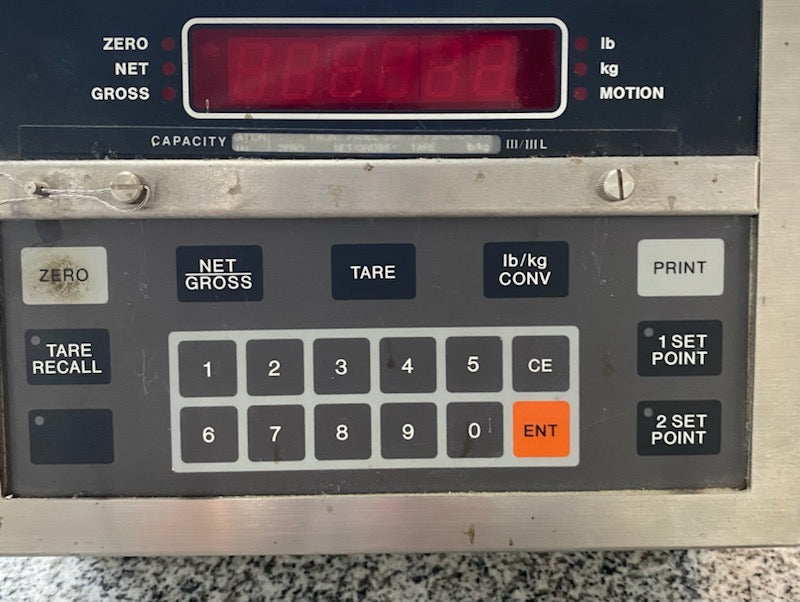 ZERO
NET
GROSS
lb
kg
MOTION
CAPACITY
III/III L
ZERO
NET
GROSS
TARE
lb/kg
CONV
PRINT
TARE
RECALL
1 2 3 4 5 CE
6 7 8 9 0 ENT
1 SET
POINT
2 SET
POINT